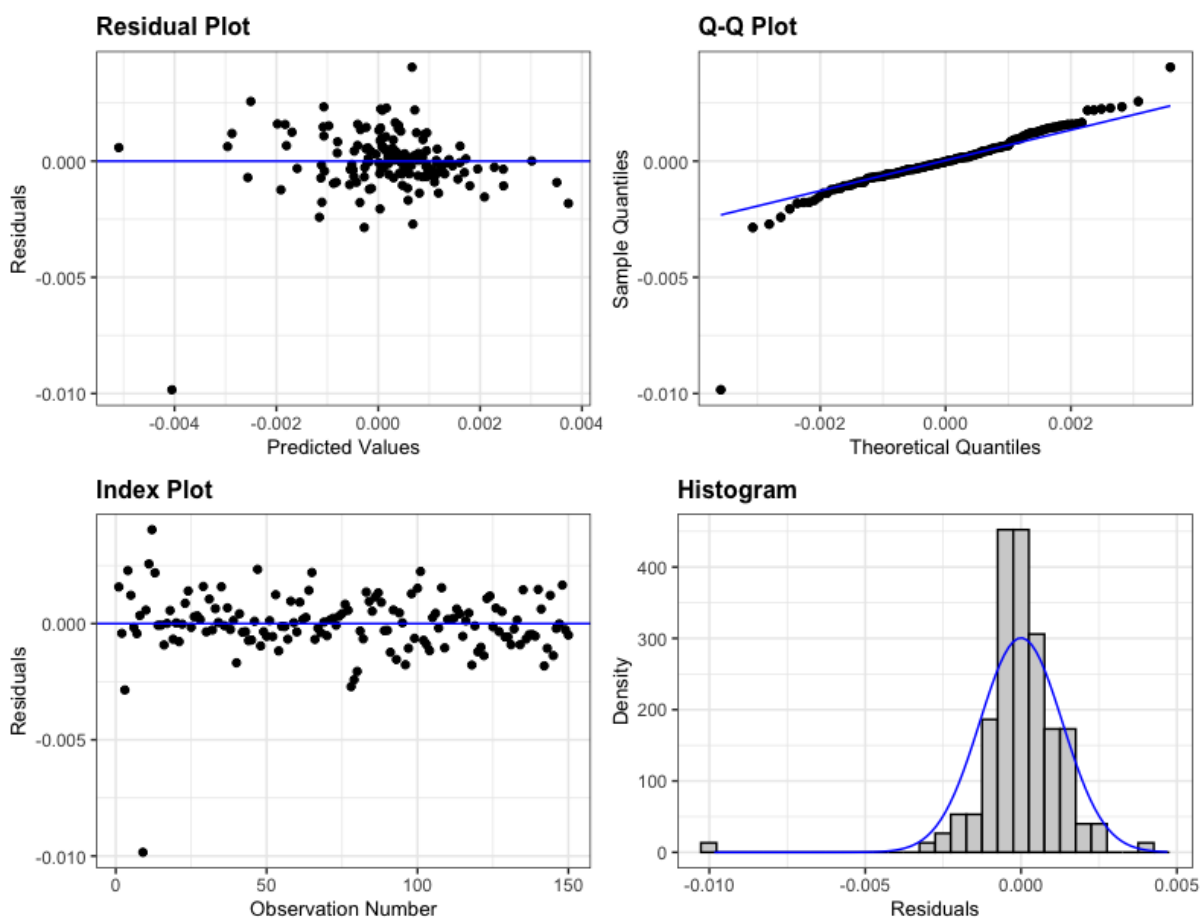 Residual Plot
0.000
-0.005
-0.010
Residuals
-0.004
-0.002
0.000
0.002
0.004
Predicted Values
Q-Q Plot
0.000
-0.005
-0.010
Sample Quantiles
-0.002
0.000
0.002
Theoretical Quantiles
Index Plot
0.000
-0.005
-0.010
Residuals
0
50
100
150
Observation Number
Histogram
400
300
200
100
0
Density
-0.010
-0.005
0.000
0.005
Residuals